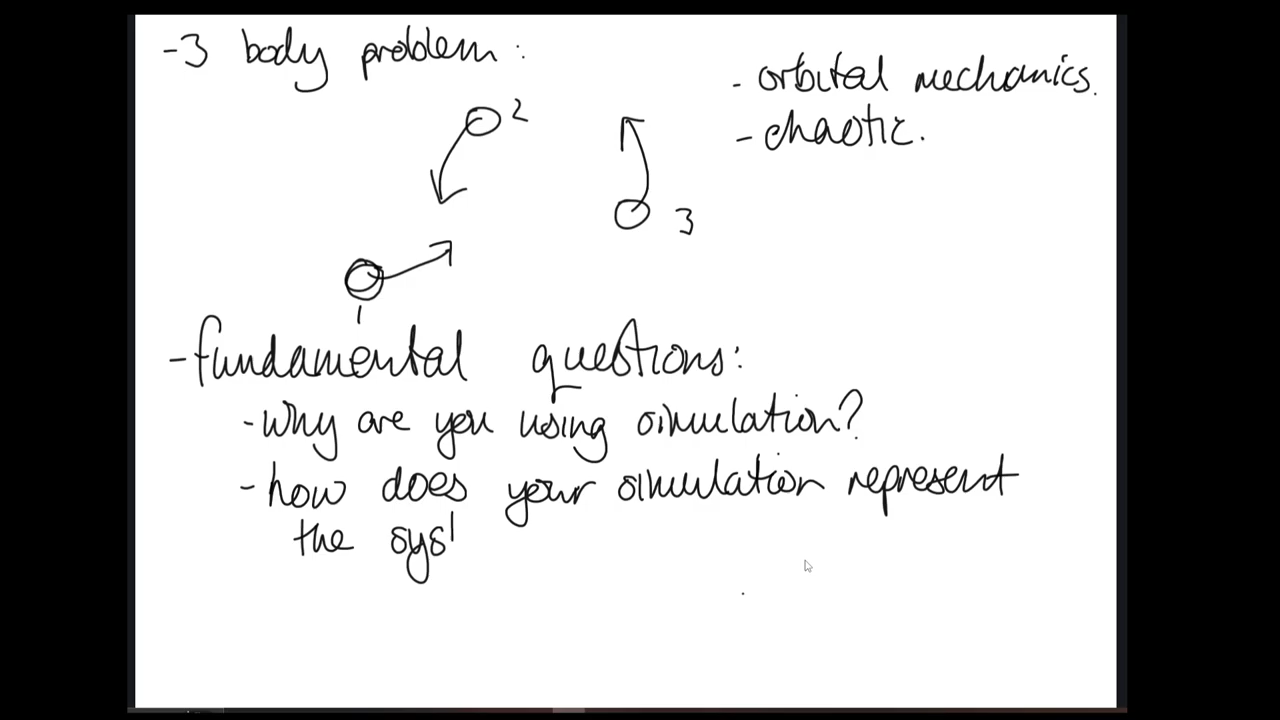 -3 body problem:
- orbital mechanics.
- chaotic.
2
3
1
-fundamental questions:
-why are you using simulation?
-how does your simulation represent
the sys